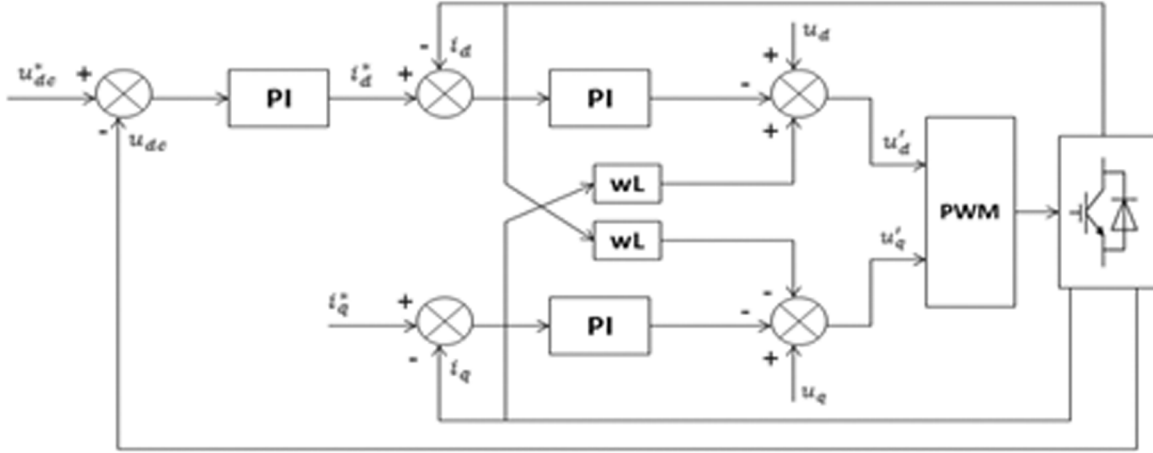 u*dc + - udc
PI
i*d + - id
PI
ud + - +
wL
wL
u'd
PWM
u'q
i*q + - iq
PI
- - + uq